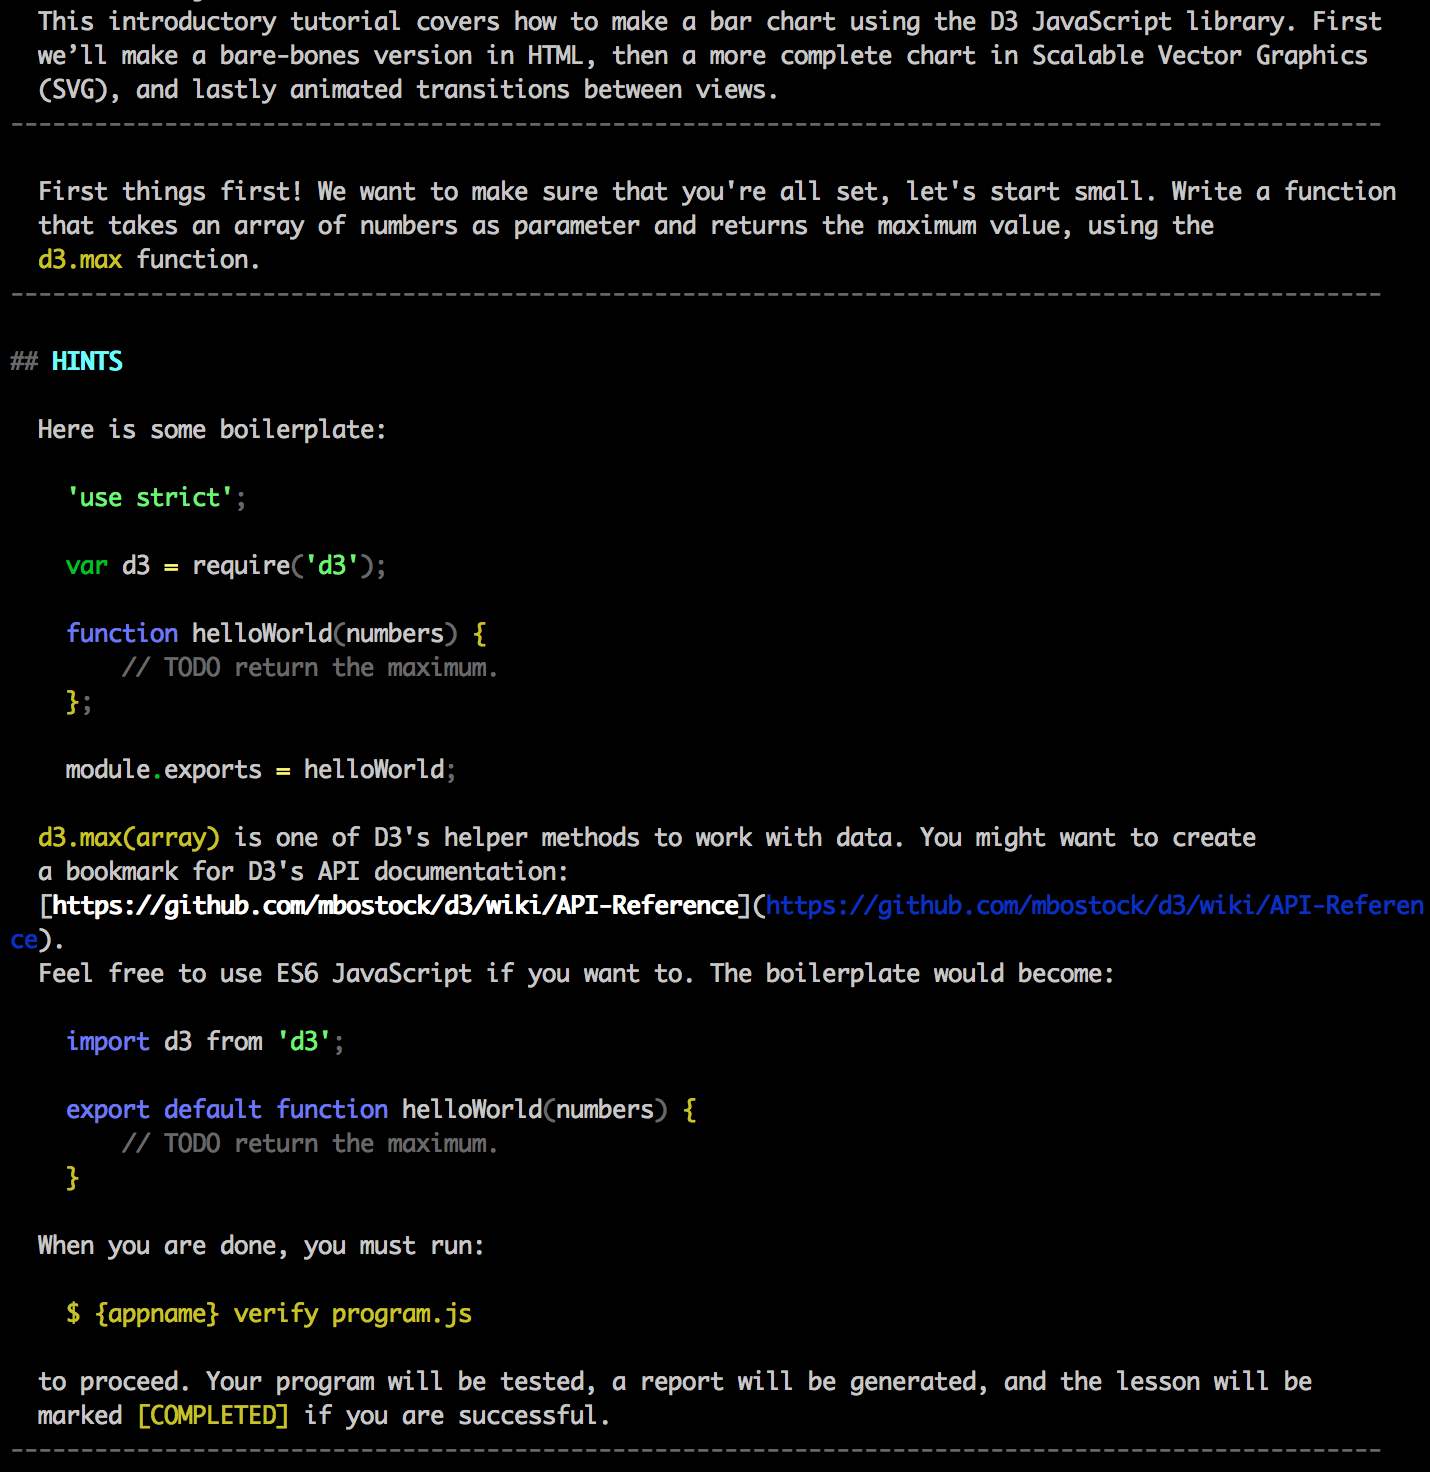 This introductory tutorial covers how to make a bar chart using the D3 JavaScript library. First
we’ll make a bare-bones version in HTML, then a more complete chart in Scalable Vector Graphics
(SVG), and lastly animated transitions between views.
--------------------------------------------------------------------------------------------------
First things first! We want to make sure that you're all set, let's start small. Write a function
that takes an array of numbers as parameter and returns the maximum value, using the
d3.max function.
--------------------------------------------------------------------------------------------------
## HINTS
Here is some boilerplate:
'use strict';
var d3 = require('d3');
function helloWorld(numbers) {
// TODO return the maximum.
};
module.exports = helloWorld;
d3.max(array) is one of D3's helper methods to work with data. You might want to create
a bookmark for D3's API documentation:
[https://github.com/mbostock/d3/wiki/API-Reference](https://github.com/mbostock/d3/wiki/API-Referen
ce).
Feel free to use ES6 JavaScript if you want to. The boilerplate would become:
import d3 from 'd3';
export default function helloWorld(numbers) {
// TODO return the maximum.
}
When you are done, you must run:
$ {appname} verify program.js
to proceed. Your program will be tested, a report will be generated, and the lesson will be
marked [COMPLETED] if you are successful.
--------------------------------------------------------------------------------------------------